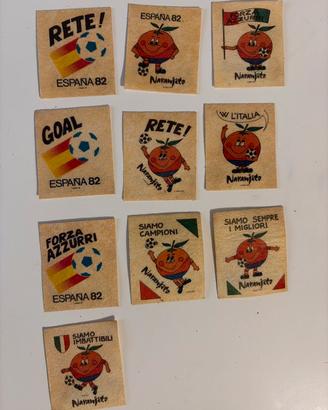 RETE!
ESPAÑA 82
ESPAÑA 82
Naranjito
FORZA
AZZURRI
Naranjito
GOAL
ESPAÑA 82
RETE!
Naranjito
W L'ITALIA
Naranjito
FORZA
AZZURRI
ESPAÑA 82
SIAMO
CAMPIONI
Naranjito
SIAMO SEMPRE
I MIGLIORI
Naranjito
SIAMO
IMBATTIBILI
Naranjito